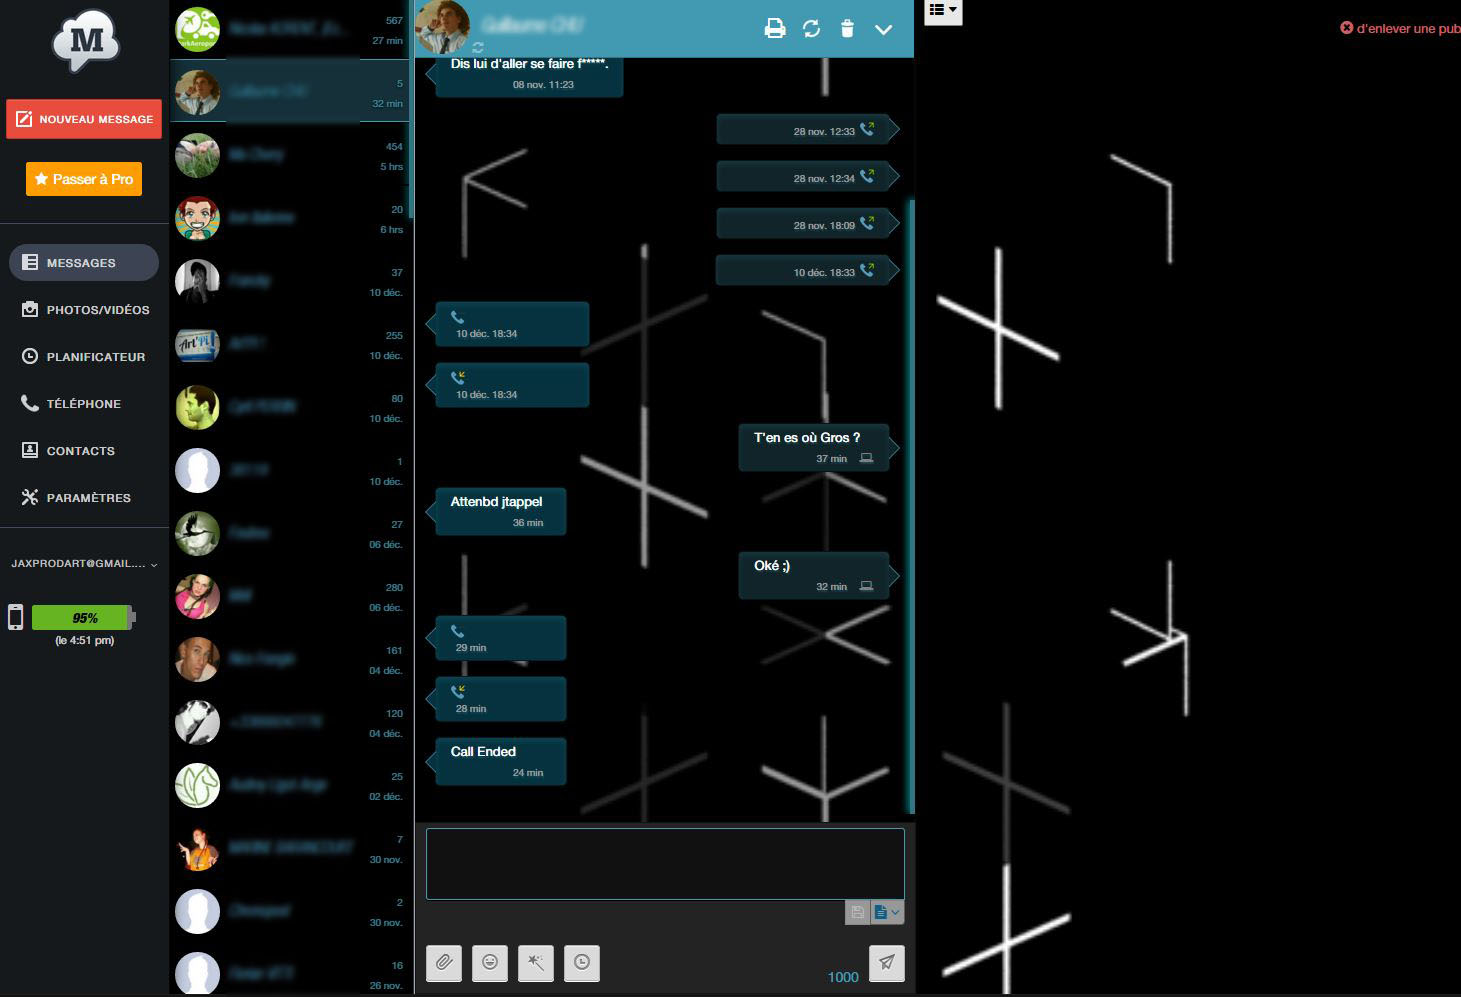 M
NOUVEAU MESSAGE
Passer à Pro
MESSAGES
PHOTOS/VIDÉOS
PLANIFICATEUR
TÉLÉPHONE
CONTACTS
PARAMÈTRES
JAXPRODART@GMAIL....
95%
(le 4:51 pm)
567
27 min
5
32 min
454
5 hrs
20
6 hrs
37
10 déc.
255
10 déc.
80
10 déc.
1
10 déc.
27
06 déc.
280
06 déc.
161
04 déc.
120
04 déc.
25
02 déc.
7
30 nov.
2
30 nov.
16
26 nov.
Dis lui d'aller se faire f*****.
08 nov. 11:23
28 nov. 12:33
28 nov. 12:34
28 nov. 18:09
10 déc. 18:33
10 déc. 18:34
10 déc. 18:34
T'en es où Gros ?
37 min
Attenbd jtappel
36 min
Oké ;)
32 min
29 min
28 min
Call Ended
24 min
1000
d'enlever une pub